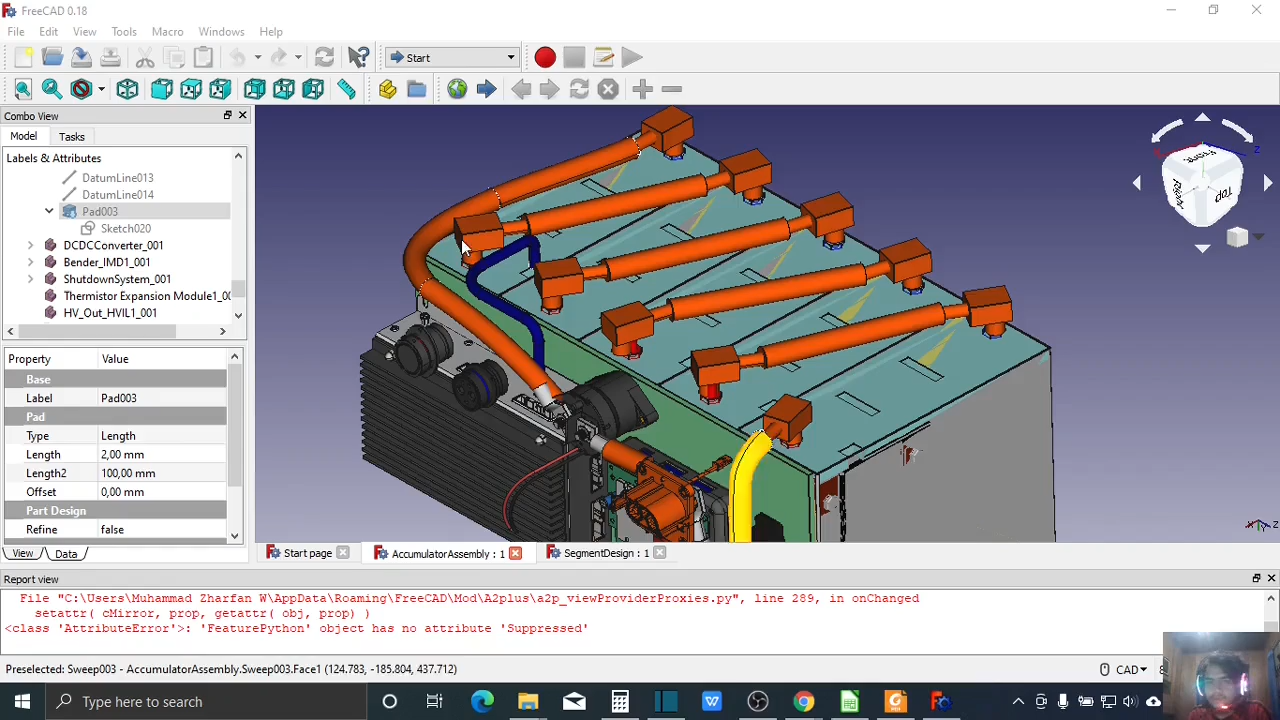 FreeCAD 0.18
File Edit View Tools Macro Windows Help
Start
Combo View
Model Tasks
Labels & Attributes
DatumLine013
DatumLine014
Pad003
Sketch020
DCDCConverter_001
Bender_IMD1_001
ShutdownSystem_001
Thermistor Expansion Module1_00
HV_Out_HVIL1_001
Property Value
Base
Label Pad003
Pad
Type Length
Length 2,00 mm
Length2 100,00 mm
Offset 0,00 mm
Part Design
Refine false
View Data
Right
Top
Start page AccumulatorAssembly : 1 SegmentDesign : 1
Report view
File "C:\Users\Muhammad Zharfan W\AppData\Roaming\FreeCAD\Mod\A2plus\a2p_viewProviderProxies.py", line 289, in onChanged
setattr( cMirror, prop, getattr( obj, prop) )
<class 'AttributeError'>: 'FeaturePython' object has no attribute 'Suppressed'
Preselected: Sweep003 - AccumulatorAssembly.Sweep003.Face1 (124.783, -185.804, 437.712)
CAD
Type here to search